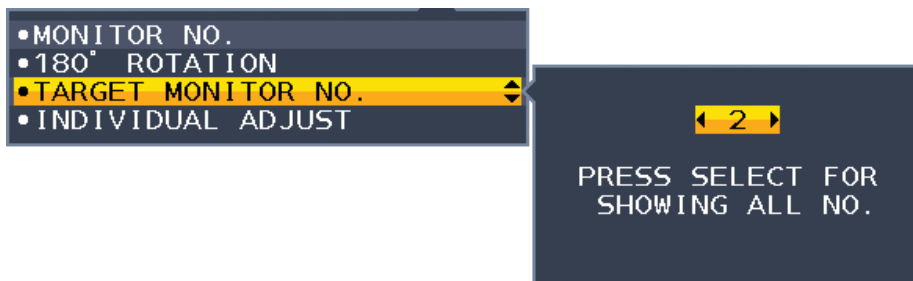 •MONITOR NO.
•180° ROTATION
•TARGET MONITOR NO.
•INDIVIDUAL ADJUST
2
PRESS SELECT FOR
SHOWING ALL NO.